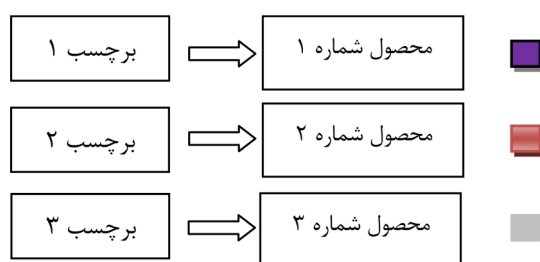 برچسب ۱
محصول شماره ۱
برچسب ۲
محصول شماره ۲
برچسب ۳
محصول شماره ۳